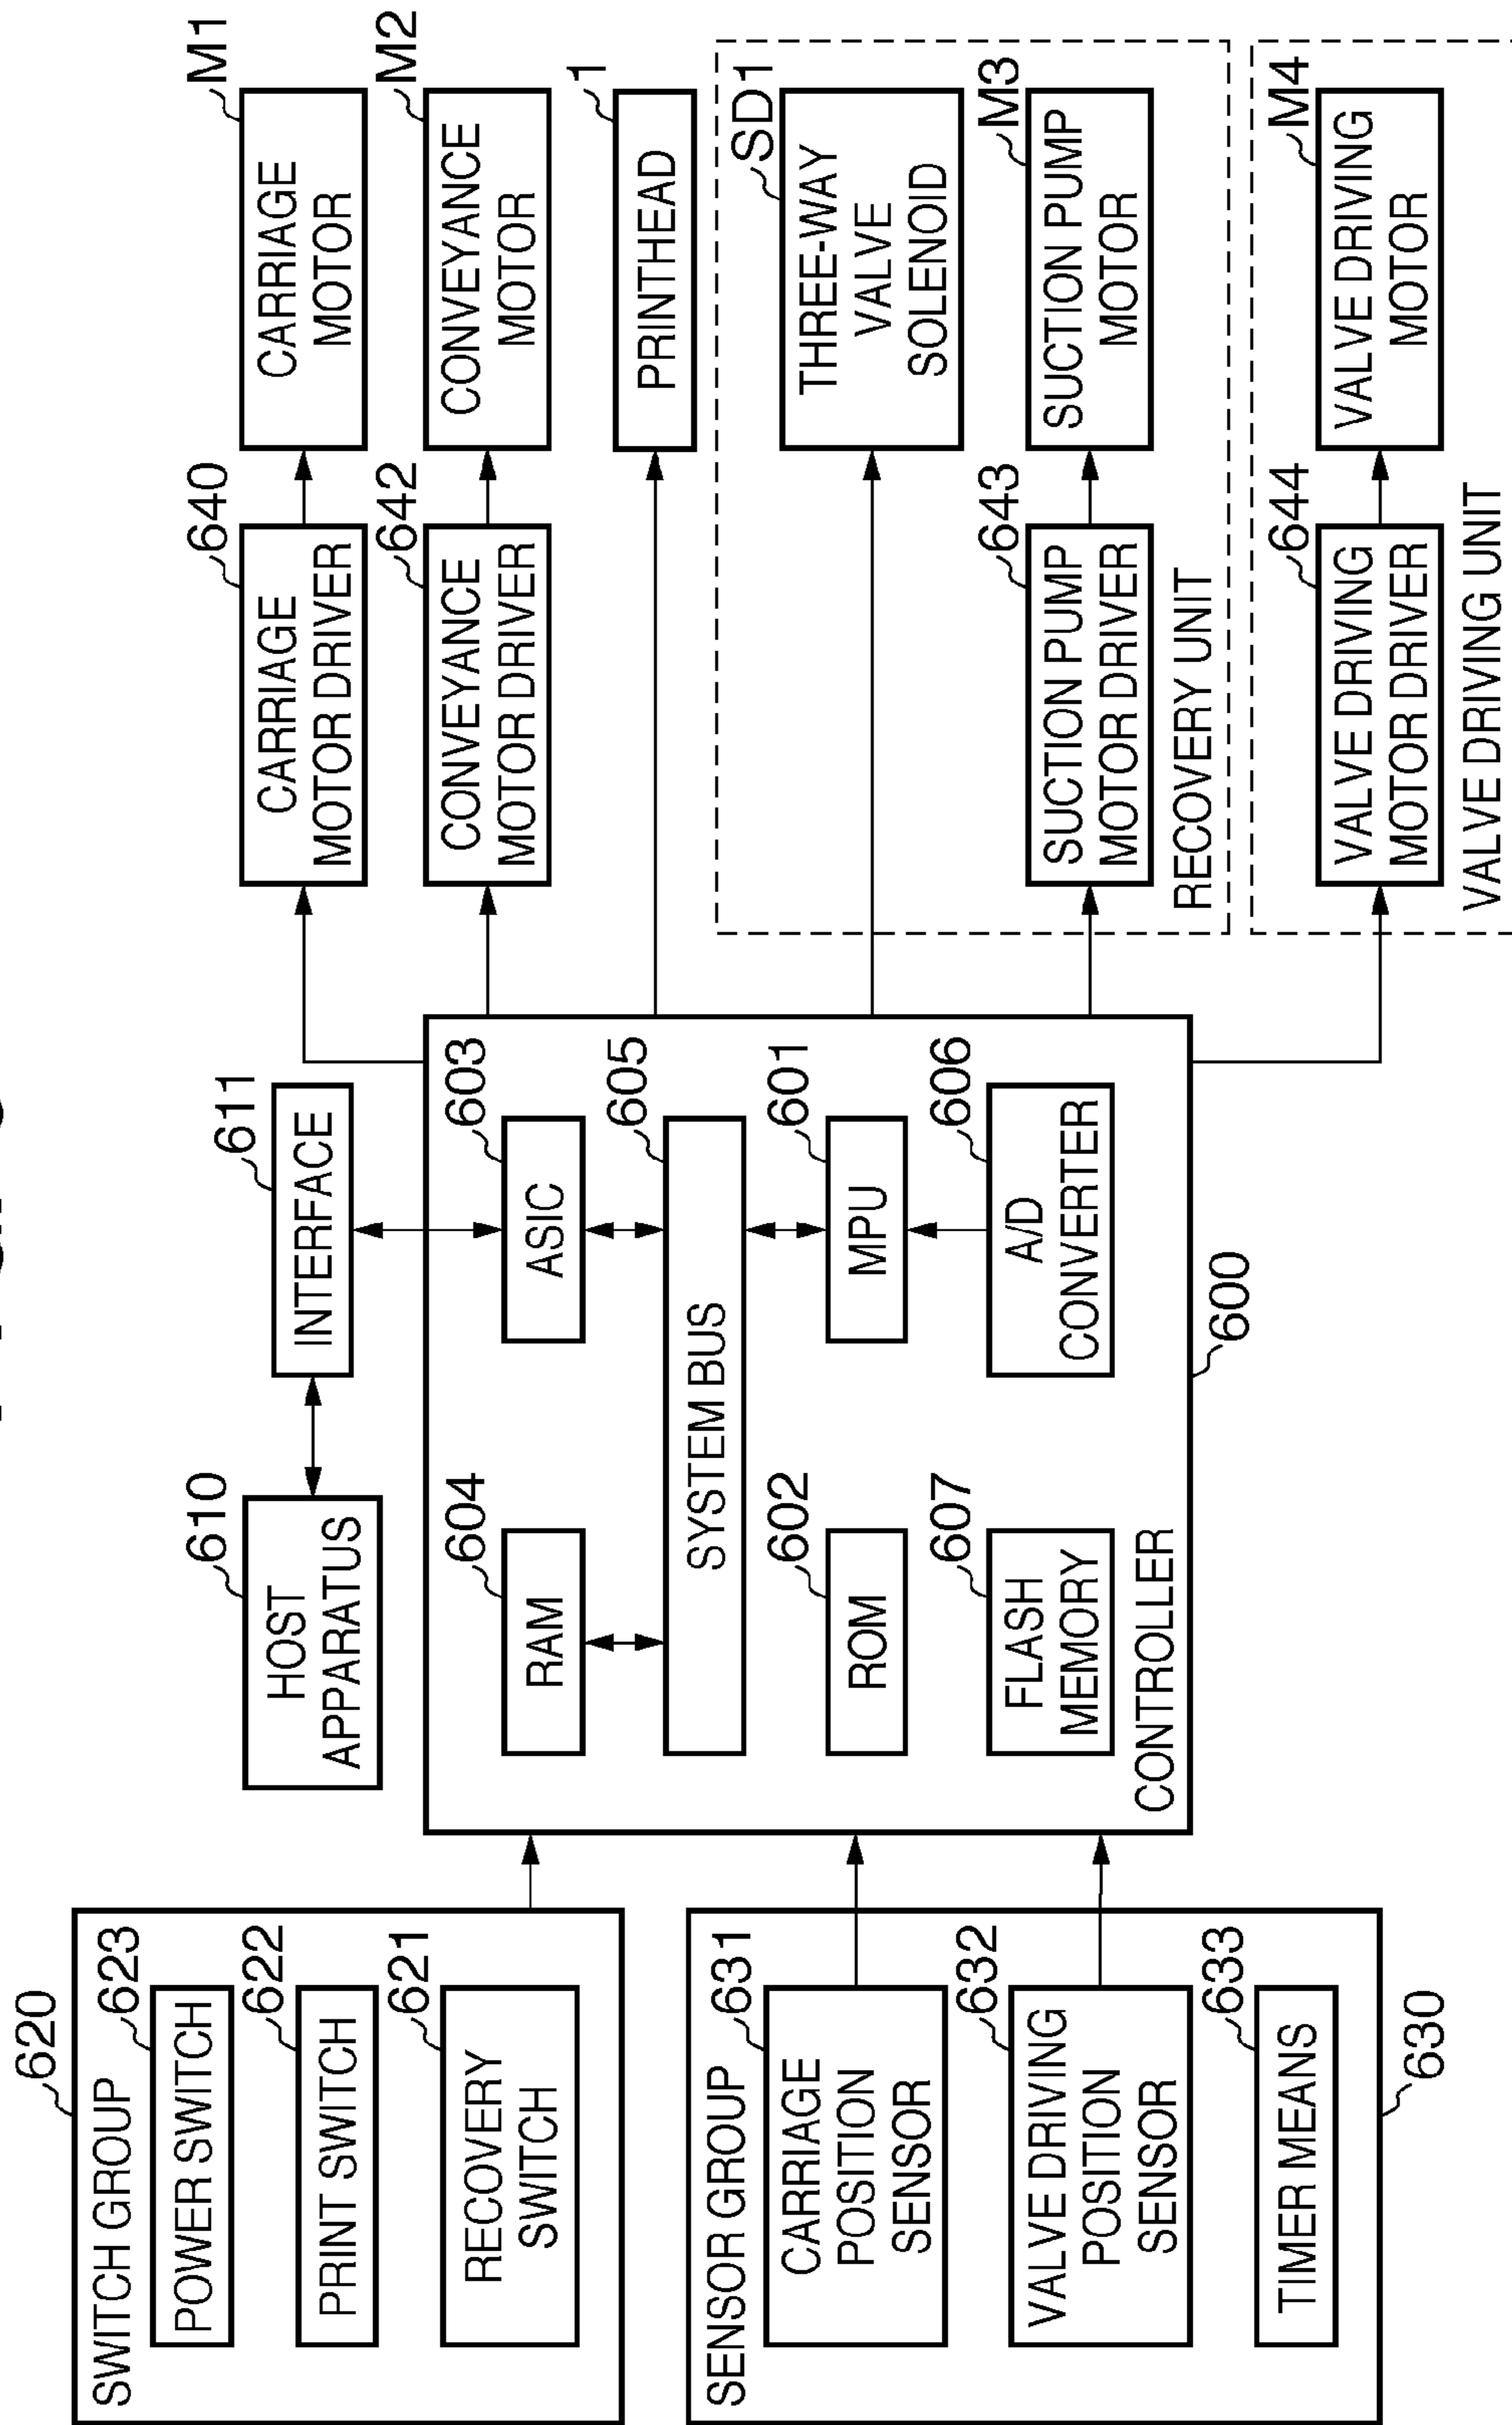 620
SWITCH GROUP
623
POWER SWITCH
622
PRINT SWITCH
621
RECOVERY
SWITCH
SENSOR GROUP
631
CARRIAGE
POSITION
SENSOR
632
VALVE DRIVING
POSITION
SENSOR
633
TIMER MEANS
630
610
HOST
APPARATUS
611
INTERFACE
604
RAM
603
ASIC
605
SYSTEM BUS
602
ROM
601
MPU
607
FLASH
MEMORY
606
A/D
CONVERTER
CONTROLLER
600
640
CARRIAGE
MOTOR DRIVER
M1
CARRIAGE
MOTOR
642
CONVEYANCE
MOTOR DRIVER
M2
CONVEYANCE
MOTOR
1
PRINTHEAD
SD1
THREE-WAY
VALVE
SOLENOID
643
SUCTION PUMP
MOTOR DRIVER
M3
SUCTION PUMP
MOTOR
RECOVERY UNIT
644
VALVE DRIVING
MOTOR DRIVER
M4
VALVE DRIVING
MOTOR
VALVE DRIVING UNIT